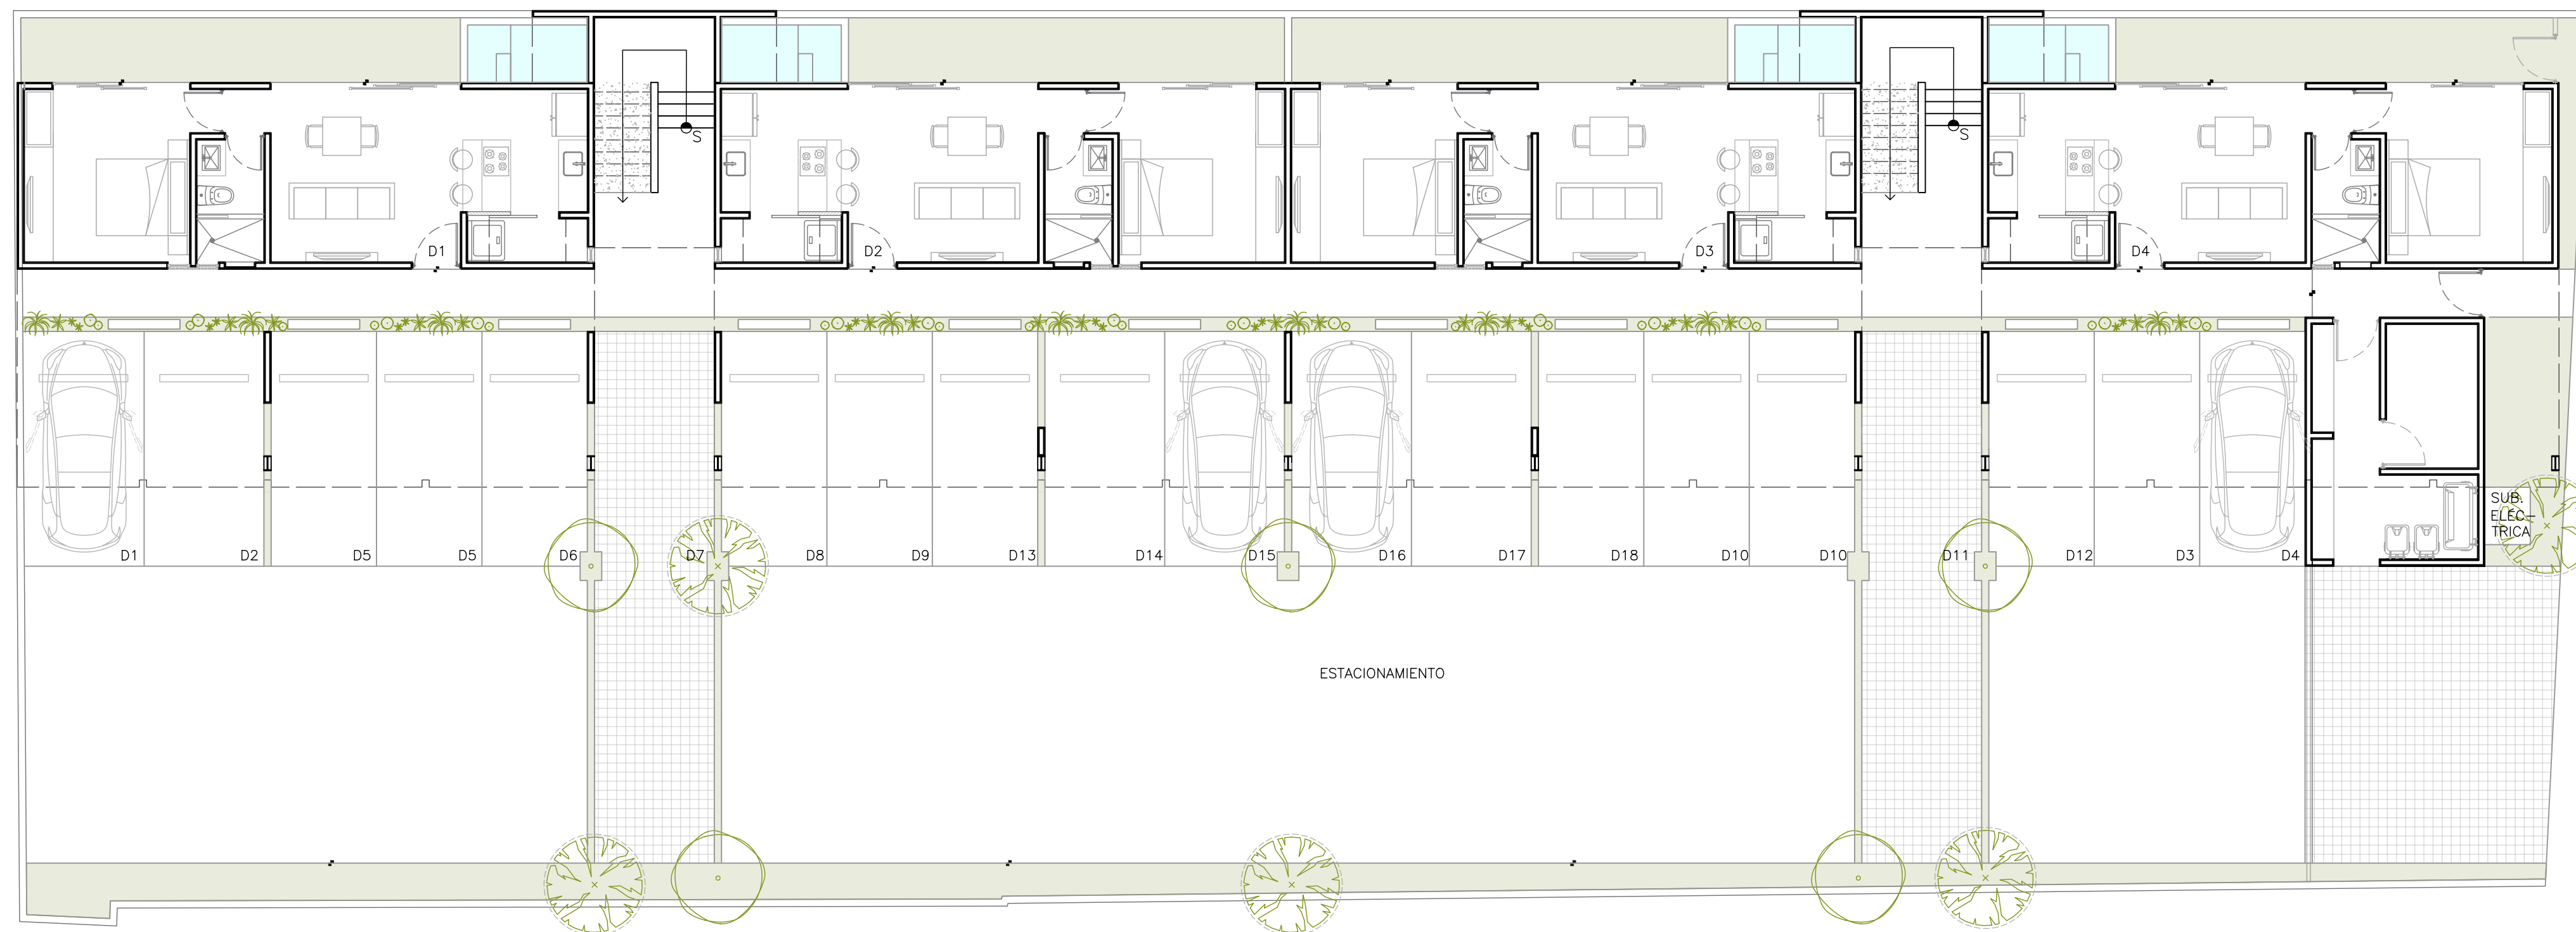 S
S
D1
D2
D3
D4
D1
D2
D5
D5
D6
D7
D8
D9
D13
D14
D15
D16
D17
D18
D10
D10
D11
D12
D3
D4
SUB.
ELÉC-
TRICA
ESTACIONAMIENTO